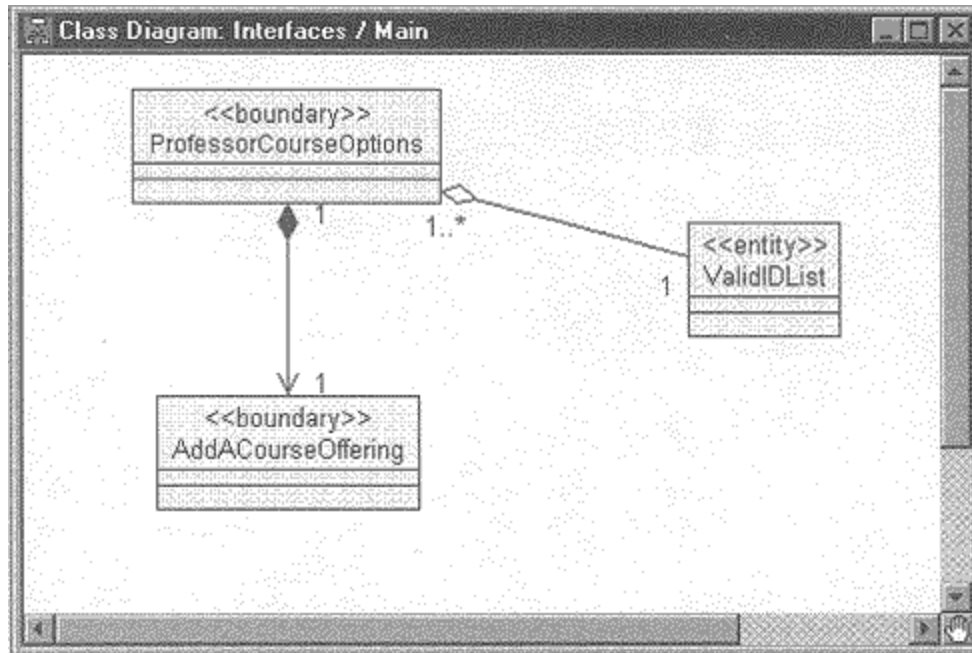 Class Diagram: Interfaces / Main
<<boundary>>
ProfessorCourseOptions
1
1..*
<<entity>>
ValidIDList
1
1
<<boundary>>
AddACourseOffering